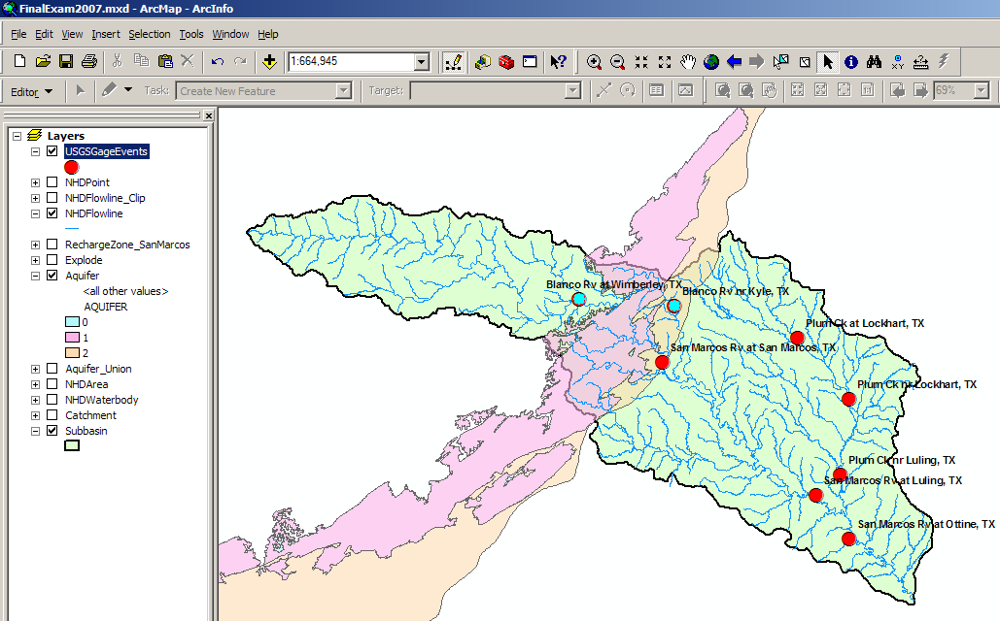 FinalExam2007.mxd - ArcMap - ArcInfo
File Edit View Insert Selection Tools Window Help
1:664,945
Editor Task: Create New Feature Target: 69%
Layers
USGSGageEvents
NHDPoint
NHDFlowline_Clip
NHDFlowline
RechargeZone_SanMarcos
Explode
Aquifer
<all other values>
AQUIFER
0
1
2
Aquifer_Union
NHDArea
NHDWaterbody
Catchment
Subbasin
Blanco Rv at Wimberley, TX
Blanco Rv nr Kyle, TX
Plum Ck at Lockhart, TX
San Marcos Rv at San Marcos, TX
Plum Ck nr Lockhart, TX
Plum Ck nr Luling, TX
San Marcos Rv at Luling, TX
San Marcos Rv at Ottine, TX